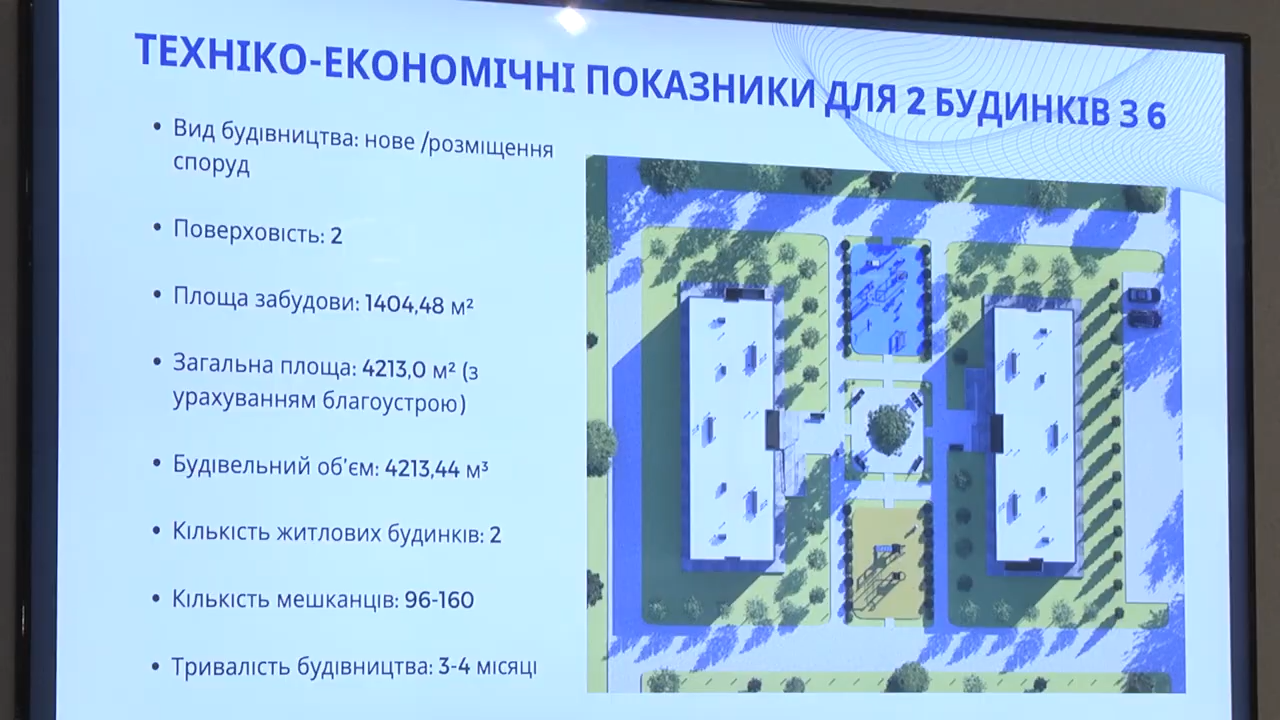 ТЕХНІКО-ЕКОНОМІЧНІ ПОКАЗНИКИ ДЛЯ 2 БУДИНКІВ З 6
• Вид будівництва: нове /розміщення
споруд
• Поверховість: 2
• Площа забудови: 1404,48 м²
• Загальна площа: 4213,0 м² (з
урахуванням благоустрою)
• Будівельний об'єм: 4213,44 м³
• Кількість житлових будинків: 2
• Кількість мешканців: 96-160
• Тривалість будівництва: 3-4 місяці